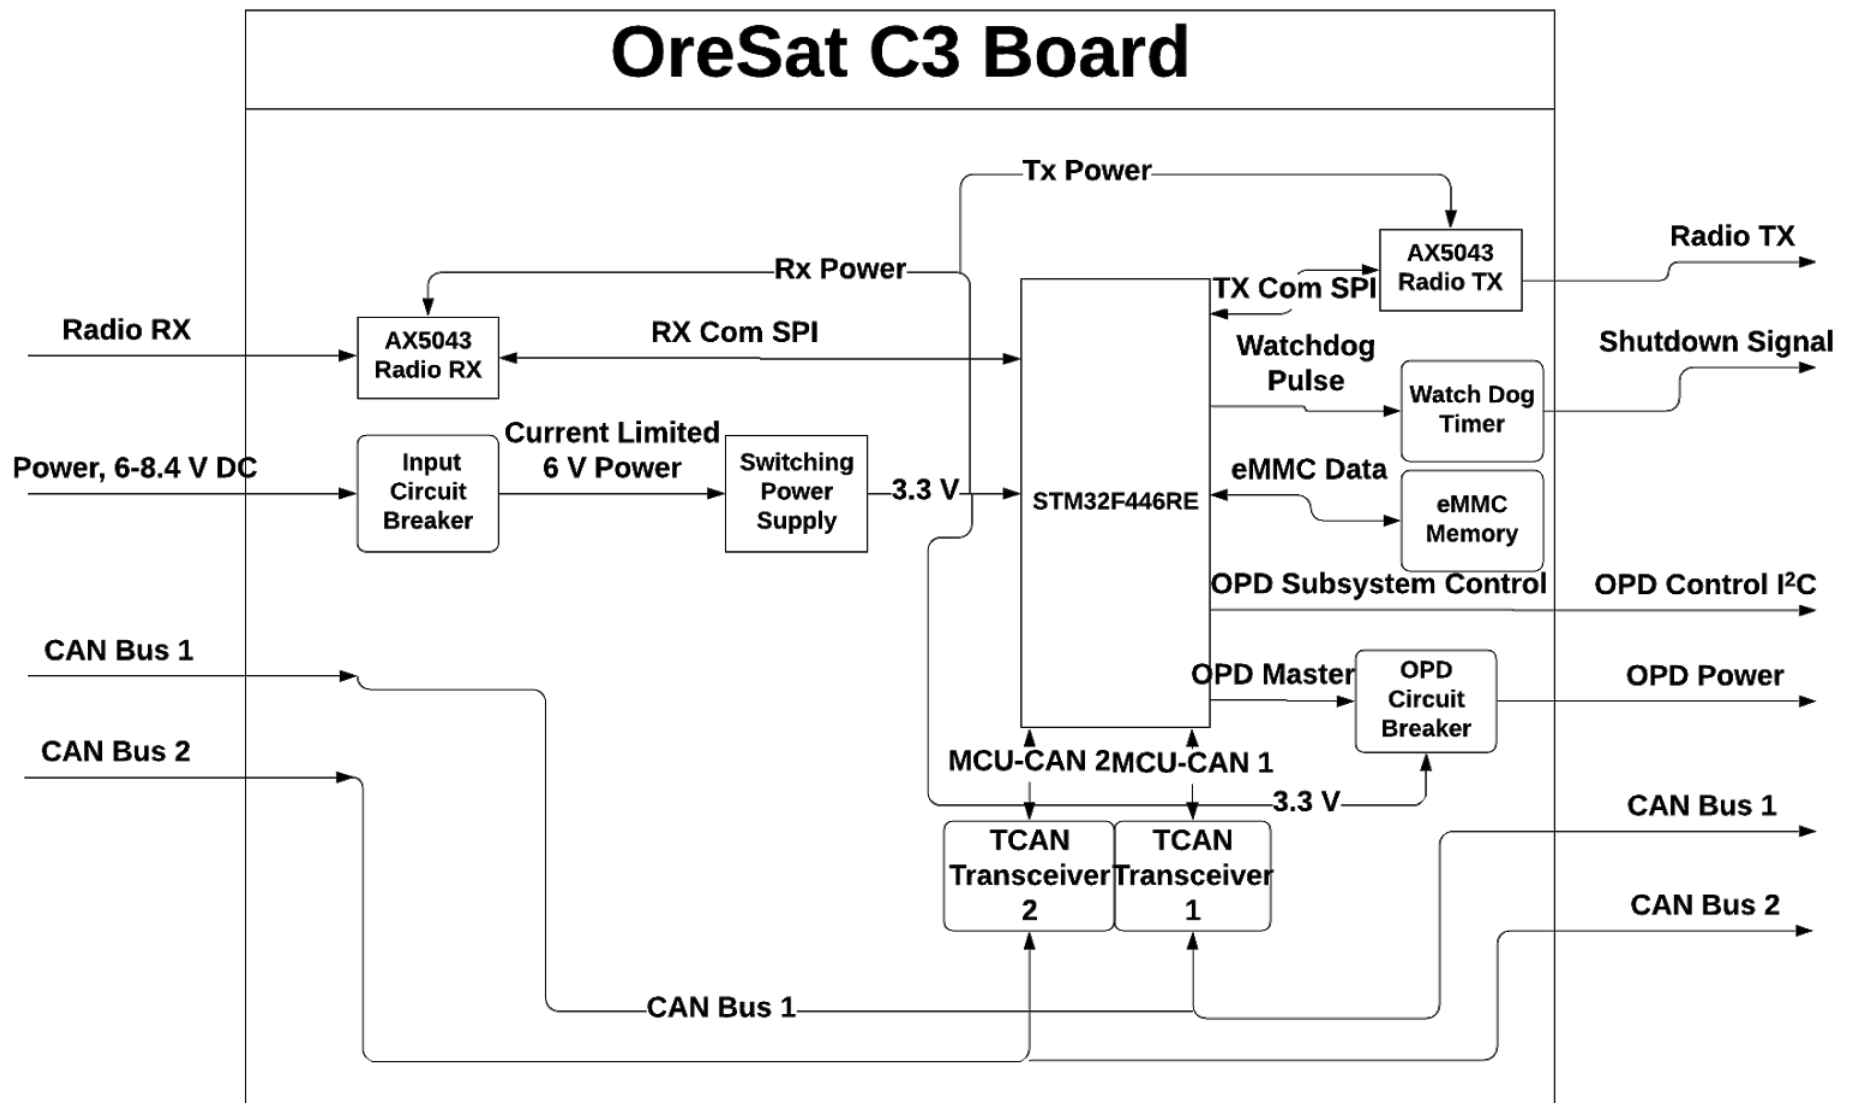 OreSat C3 Board
Tx Power
Radio TX
AX5043
Radio TX
Rx Power
TX Com SPI
Radio RX
AX5043
Radio RX
RX Com SPI
Watchdog
Pulse
Shutdown Signal
Watch Dog
Timer
Power, 6-8.4 V DC
Input
Circuit
Breaker
Current Limited
6 V Power
Switching
Power
Supply
3.3 V
STM32F446RE
eMMC Data
eMMC
Memory
OPD Subsystem Control
OPD Control I²C
CAN Bus 1
OPD Master
OPD
Circuit
Breaker
OPD Power
CAN Bus 2
MCU-CAN 2
MCU-CAN 1
3.3 V
CAN Bus 1
TCAN
Transceiver
2
TCAN
Transceiver
1
CAN Bus 2
CAN Bus 1